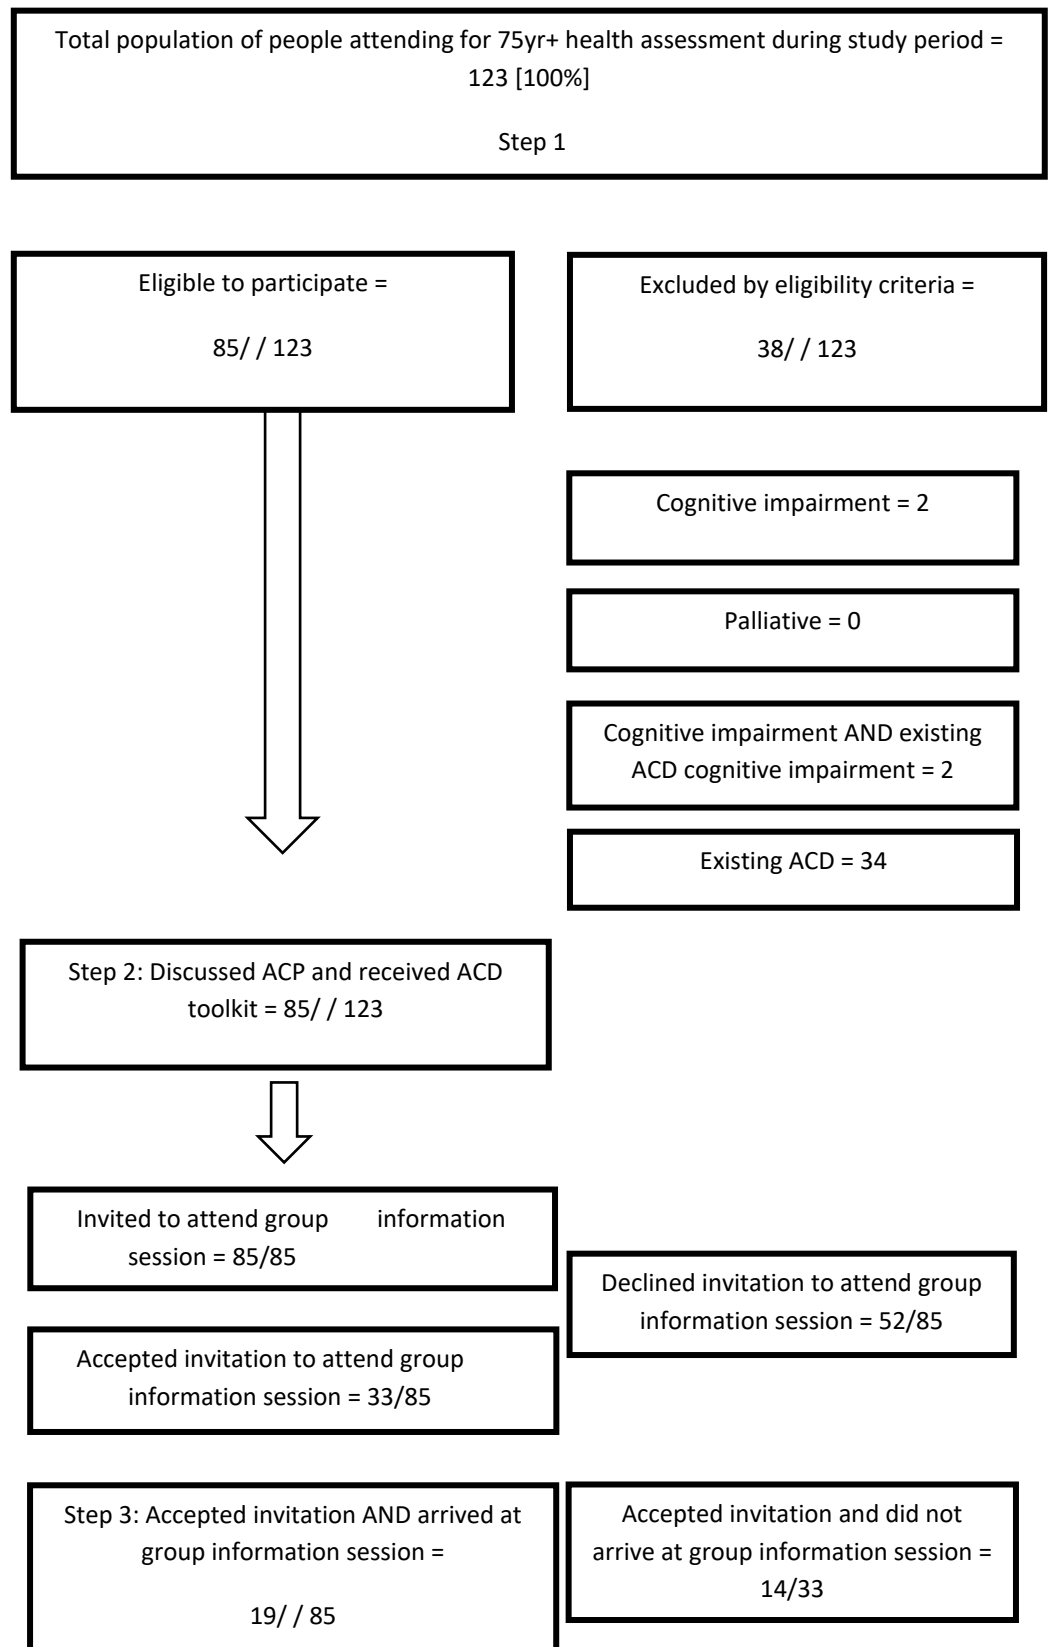 Total population of people attending for 75yr+ health assessment during study period =
123 [100%]
Step 1
Eligible to participate =
85/ / 123
Excluded by eligibility criteria =
38/ / 123
Cognitive impairment = 2
Palliative = 0
Cognitive impairment AND existing
ACD cognitive impairment = 2
Existing ACD = 34
Step 2: Discussed ACP and received ACD
toolkit = 85/ / 123
Invited to attend group information
session = 85/85
Declined invitation to attend group
information session = 52/85
Accepted invitation to attend group
information session = 33/85
Step 3: Accepted invitation AND arrived at
group information session =
19/ / 85
Accepted invitation and did not
arrive at group information session =
14/33